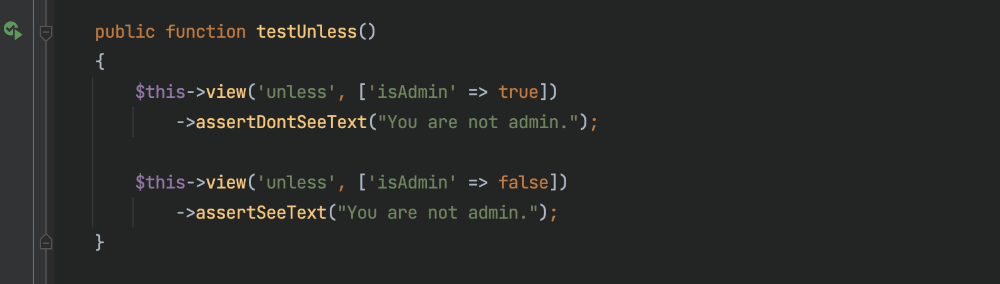 public function testUnless()
{
$this->view('unless', ['isAdmin' => true])
->assertDontSeeText("You are not admin.");
$this->view('unless', ['isAdmin' => false])
->assertSeeText("You are not admin.");
}